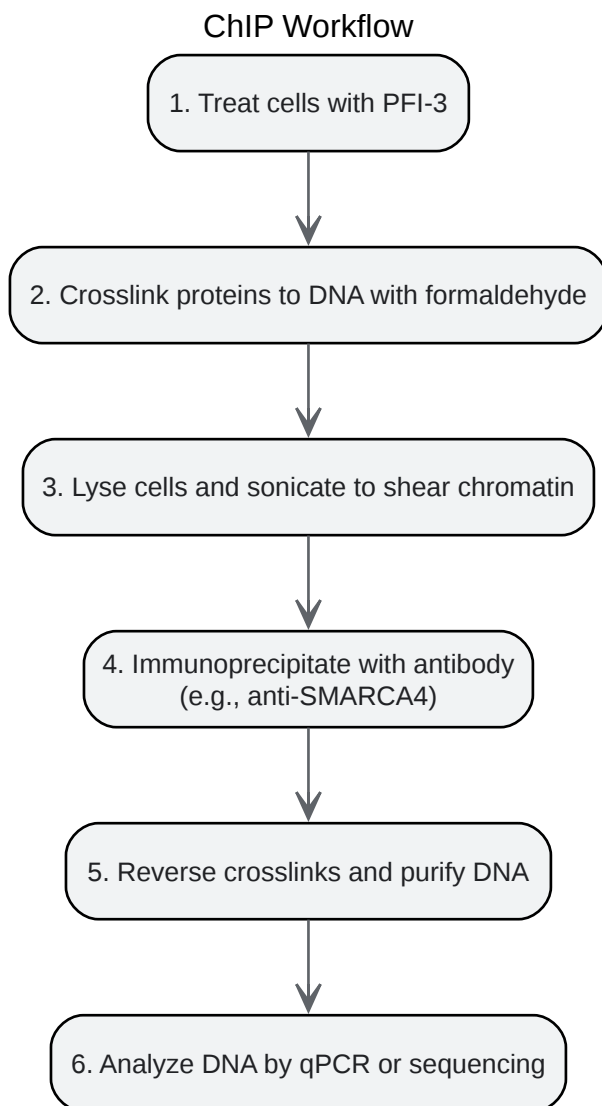 ChIP Workflow
1. Treat cells with PFI-3
2. Crosslink proteins to DNA with formaldehyde
3. Lyse cells and sonicate to shear chromatin
4. Immunoprecipitate with antibody
(e.g., anti-SMARCA4)
5. Reverse crosslinks and purify DNA
6. Analyze DNA by qPCR or sequencing